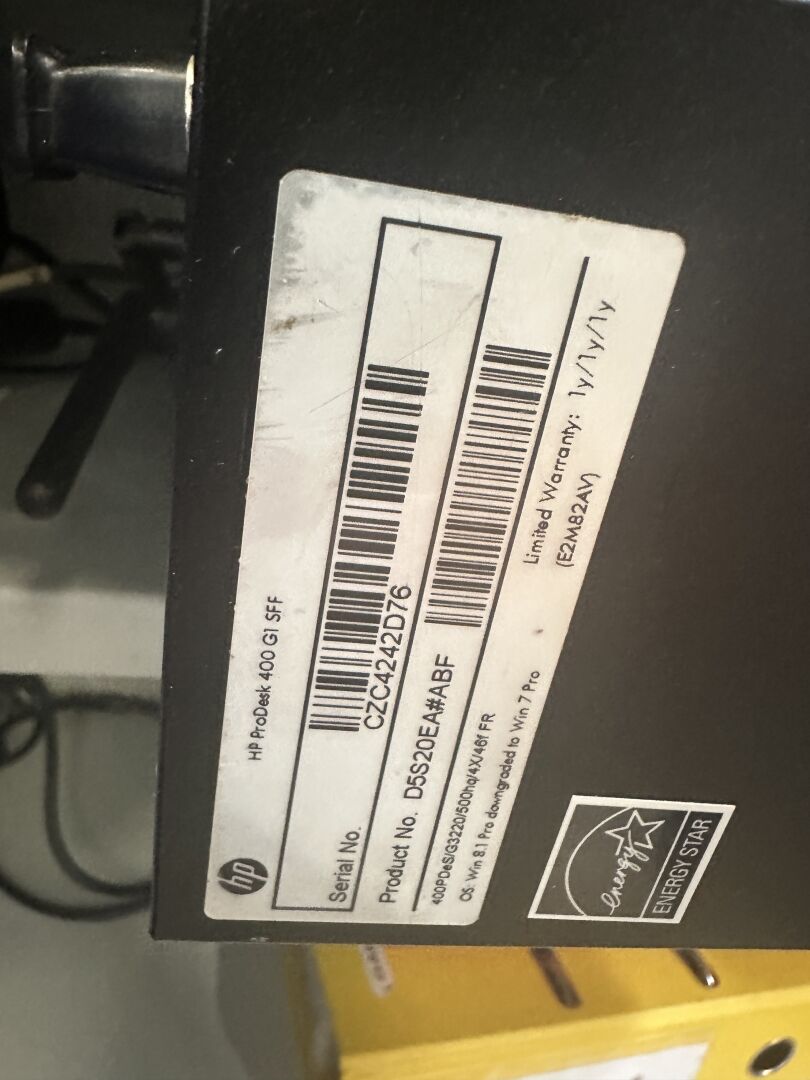 hp
HP ProDesk 400 G1 SFF
Serial No.
CZC4242D76
Product No. D5S20EA#ABF
400PDeS/G3220/500hq/4X/46f FR
OS: Win 8.1 Pro downgraded to Win 7 Pro
Limited Warranty: 1y/1y/1y
(E2M82AV)
energy
ENERGY STAR